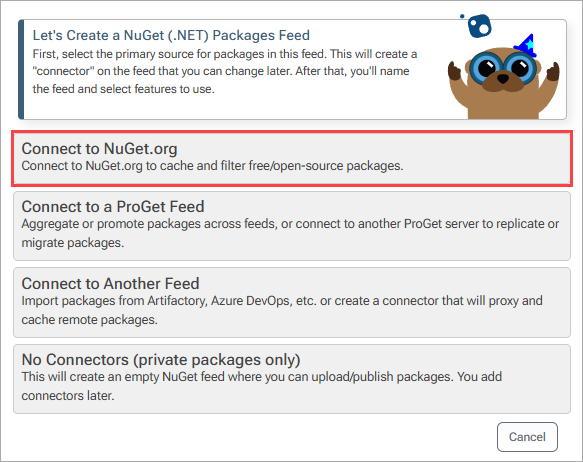 Let's Create a NuGet (.NET) Packages Feed
First, select the primary source for packages in this feed. This will create a
"connector" on the feed that you can change later. After that, you'll name
the feed and select features to use.
Connect to NuGet.org
Connect to NuGet.org to cache and filter free/open-source packages.
Connect to a ProGet Feed
Aggregate or promote packages across feeds, or connect to another ProGet server to replicate or
migrate packages.
Connect to Another Feed
Import packages from Artifactory, Azure DevOps, etc. or create a connector that will proxy and
cache remote packages.
No Connectors (private packages only)
This will create an empty NuGet feed where you can upload/publish packages. You add
connectors later.
Cancel